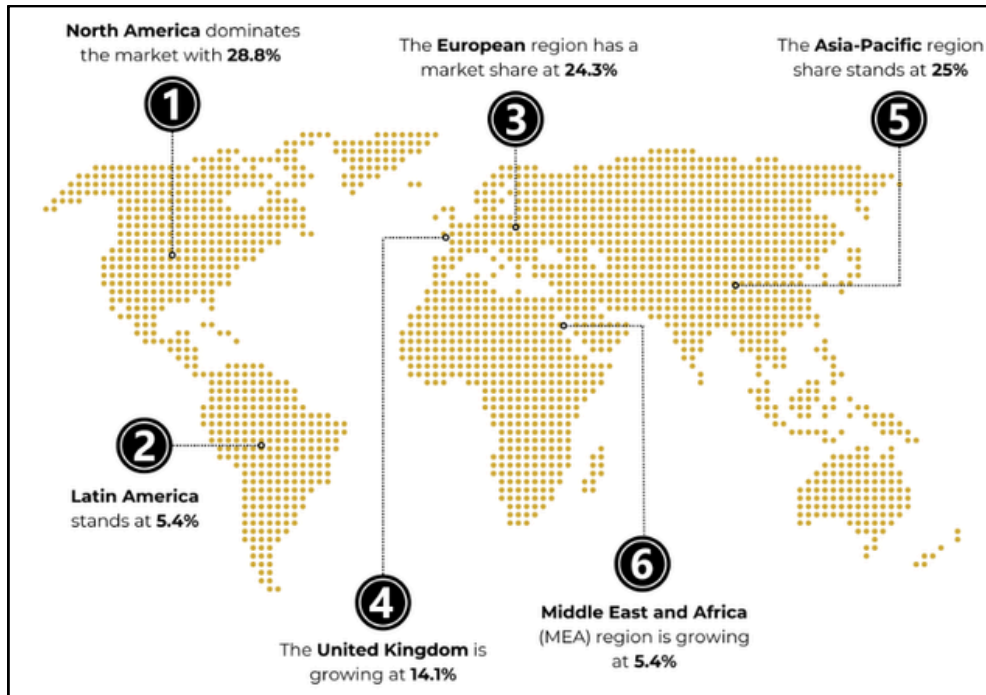 North America dominates
the market with 28.8%
1
The European region has a
market share at 24.3%
3
The Asia-Pacific region
share stands at 25%
5
2
Latin America
stands at 5.4%
4
The United Kingdom is
growing at 14.1%
6
Middle East and Africa
(MEA) region is growing
at 5.4%